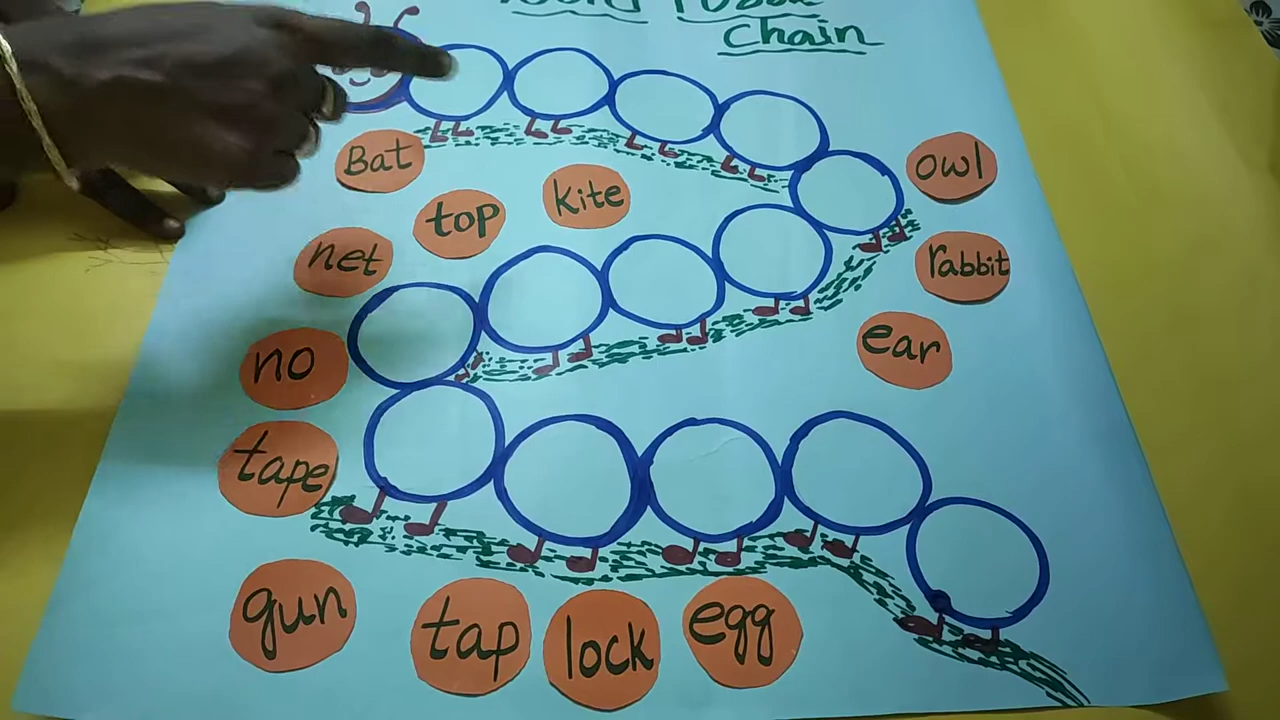 Chain
Bat
owl
kite
top
net
rabbit
ear
no
tape
gun
tap
lock
egg